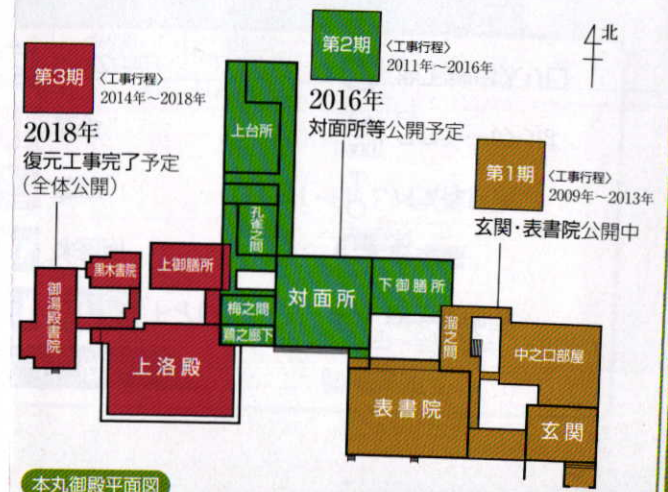 第3期
〈工事行程〉
2014年～2018年
2018年
復元工事完了予定
(全体公開)
第2期
〈工事行程〉
2011年～2016年
2016年
対面所等公開予定
北
第1期
〈工事行程〉
2009年～2013年
玄関・表書院公開中
上台所
孔雀之間
上御膳所
黒木書院
御湯殿書院
上洛殿
梅之間
鷺之廊下
対面所
下御膳所
溜之間
中之口部屋
表書院
玄関
本丸御殿平面図